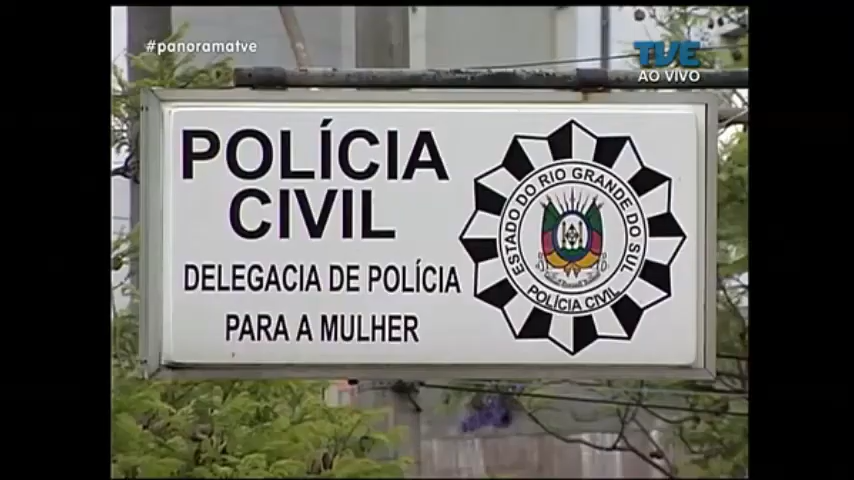 #panoramatve
TVE
AO VIVO
POLÍCIA
CIVIL
DELEGACIA DE POLÍCIA
PARA A MULHER
ESTADO DO RIO GRANDE DO SUL
POLÍCIA CIVIL